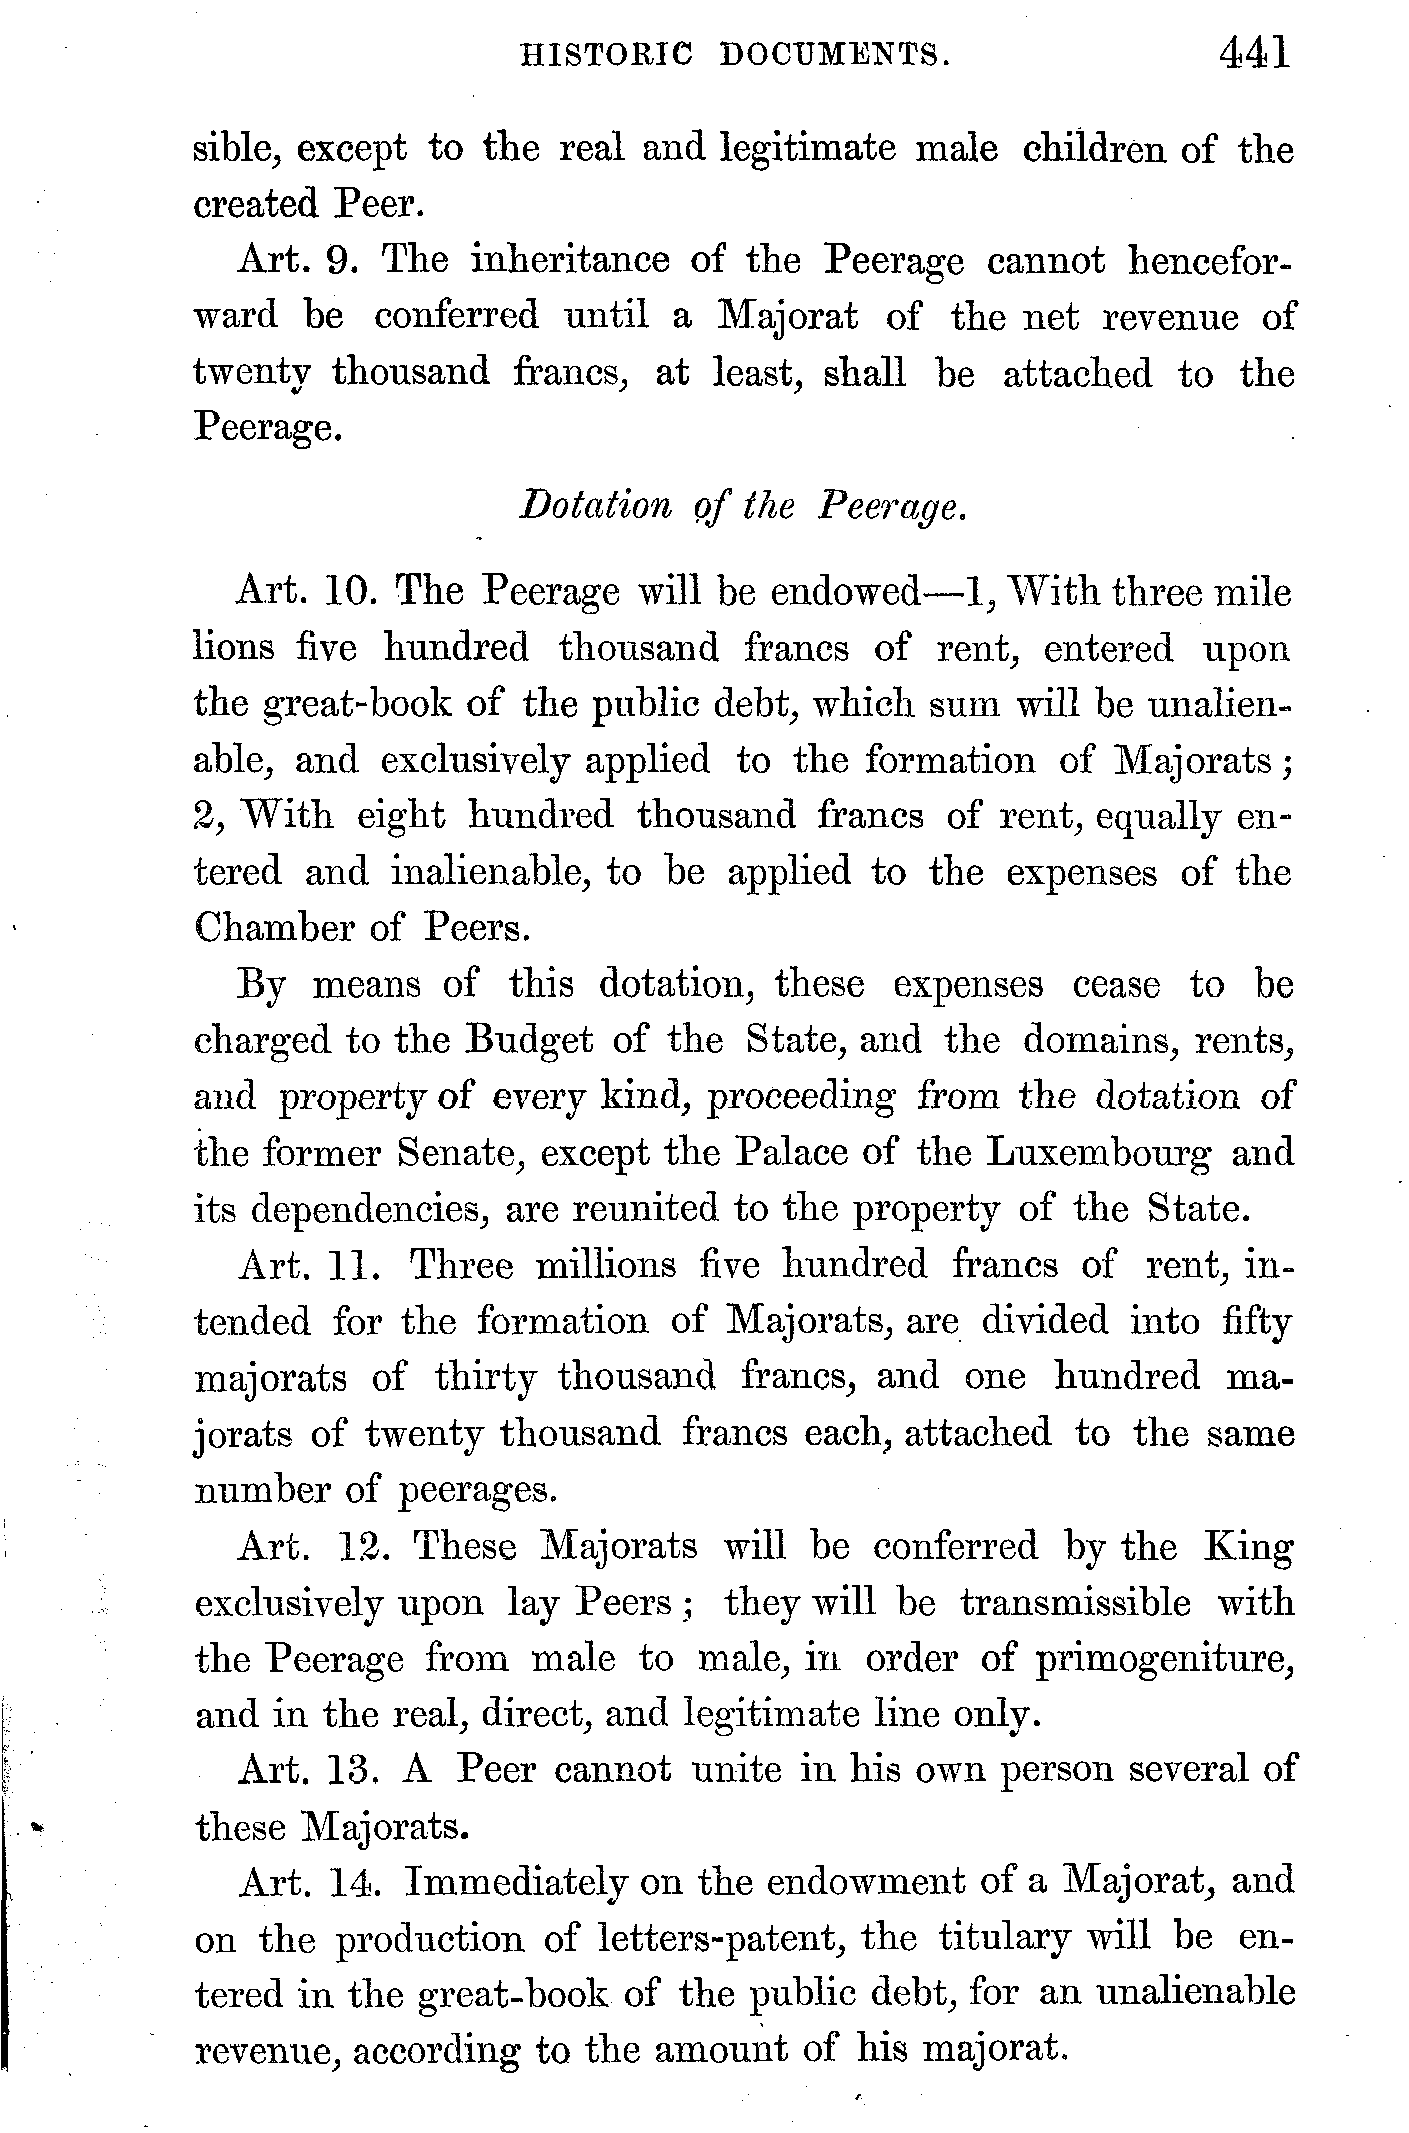 HISTORIC DOCUMENTS. 441
sible, except to the real and legitimate male children of the
created Peer.
Art. 9. The inheritance of the Peerage cannot hencefor-
ward be conferred until a Majorat of the net revenue of
twenty thousand francs, at least, shall be attached to the
Peerage.
Dotation of the Peerage.
Art. 10. The Peerage will be endowed—1, With three mile
lions five hundred thousand francs of rent, entered upon
the great-book of the public debt, which sum will be unalien-
able, and exclusively applied to the formation of Majorats;
2, With eight hundred thousand francs of rent, equally en-
tered and inalienable, to be applied to the expenses of the
Chamber of Peers.
By means of this dotation, these expenses cease to be
charged to the Budget of the State, and the domains, rents,
and property of every kind, proceeding from the dotation of
the former Senate, except the Palace of the Luxembourg and
its dependencies, are reunited to the property of the State.
Art. 11. Three millions five hundred francs of rent, in-
tended for the formation of Majorats, are divided into fifty
majorats of thirty thousand francs, and one hundred ma-
jorats of twenty thousand francs each, attached to the same
number of peerages.
Art. 12. These Majorats will be conferred by the King
exclusively upon lay Peers; they will be transmissible with
the Peerage from male to male, in order of primogeniture,
and in the real, direct, and legitimate line only.
Art. 13. A Peer cannot unite in his own person several of
these Majorats.
Art. 14. Immediately on the endowment of a Majorat, and
on the production of letters-patent, the titulary will be en-
tered in the great-book of the public debt, for an unalienable
revenue, according to the amount of his majorat.